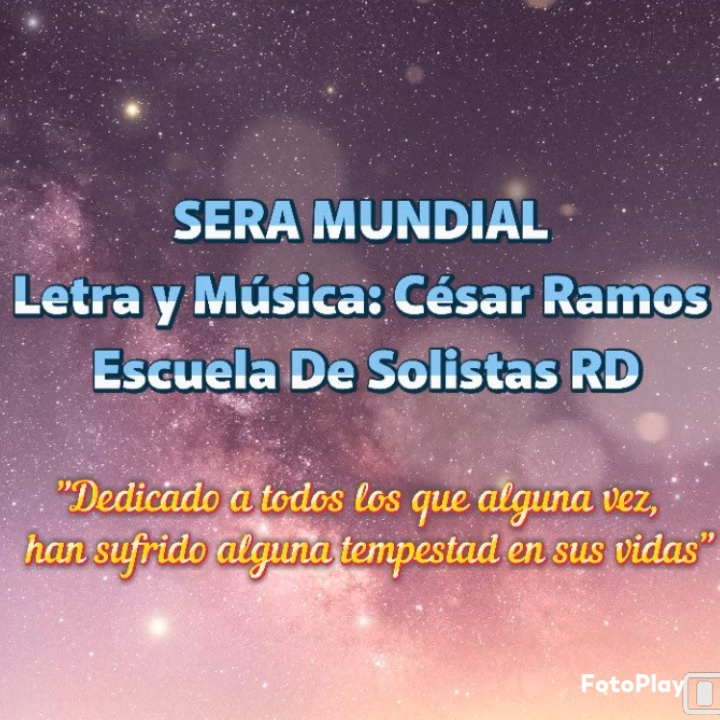 SERA MUNDIAL
Letra y Música: César Ramos
Escuela De Solistas RD
"Dedicado a todos los que alguna vez,
han sufrido alguna tempestad en sus vidas"
FotoPlay